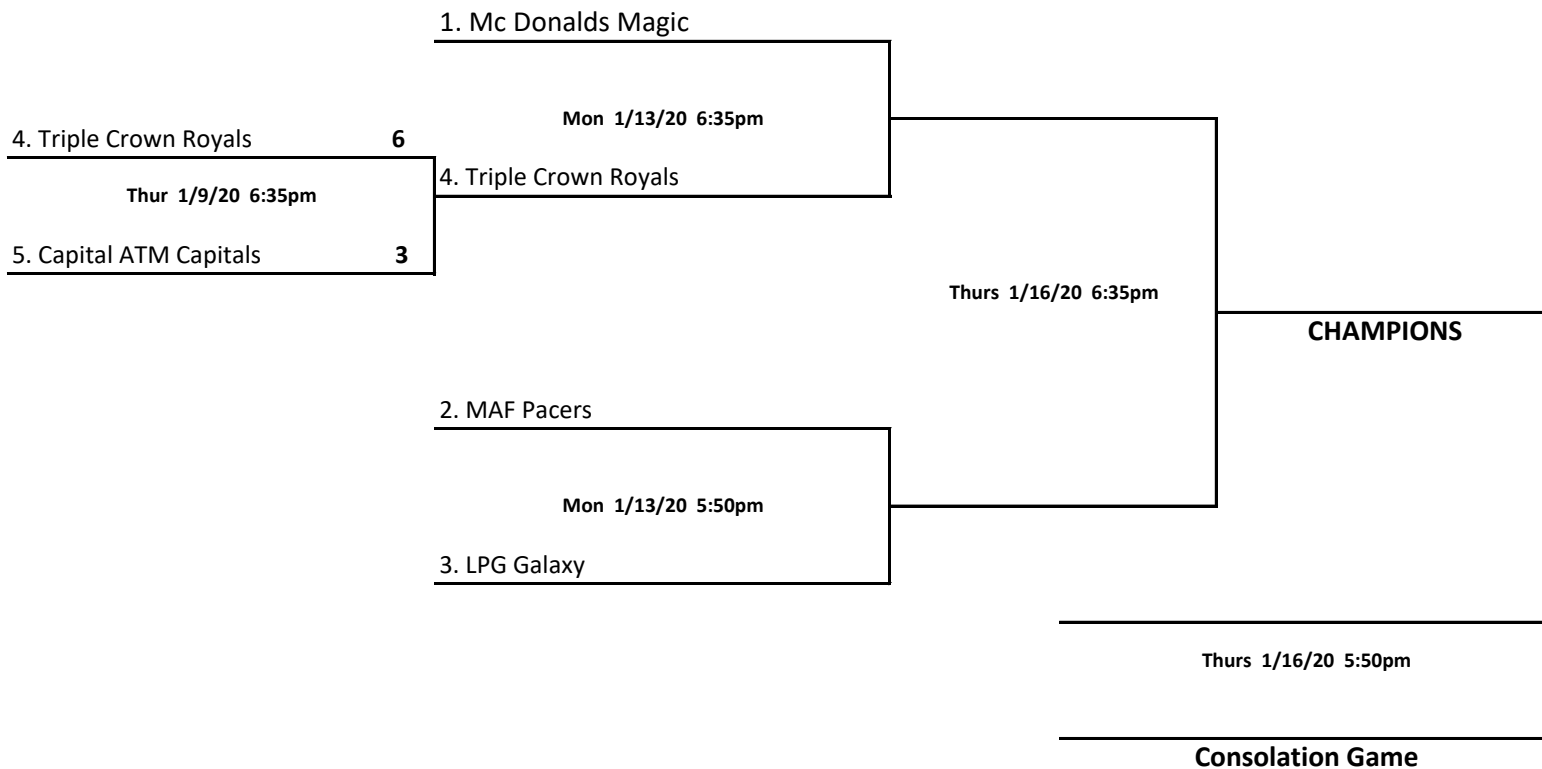 1. Mc Donalds Magic
Mon 1/13/20 6:35pm
4. Triple Crown Royals 6
4. Triple Crown Royals
Thur 1/9/20 6:35pm
5. Capital ATM Capitals 3
Thurs 1/16/20 6:35pm
CHAMPIONS
2. MAF Pacers
Mon 1/13/20 5:50pm
3. LPG Galaxy
Thurs 1/16/20 5:50pm
Consolation Game